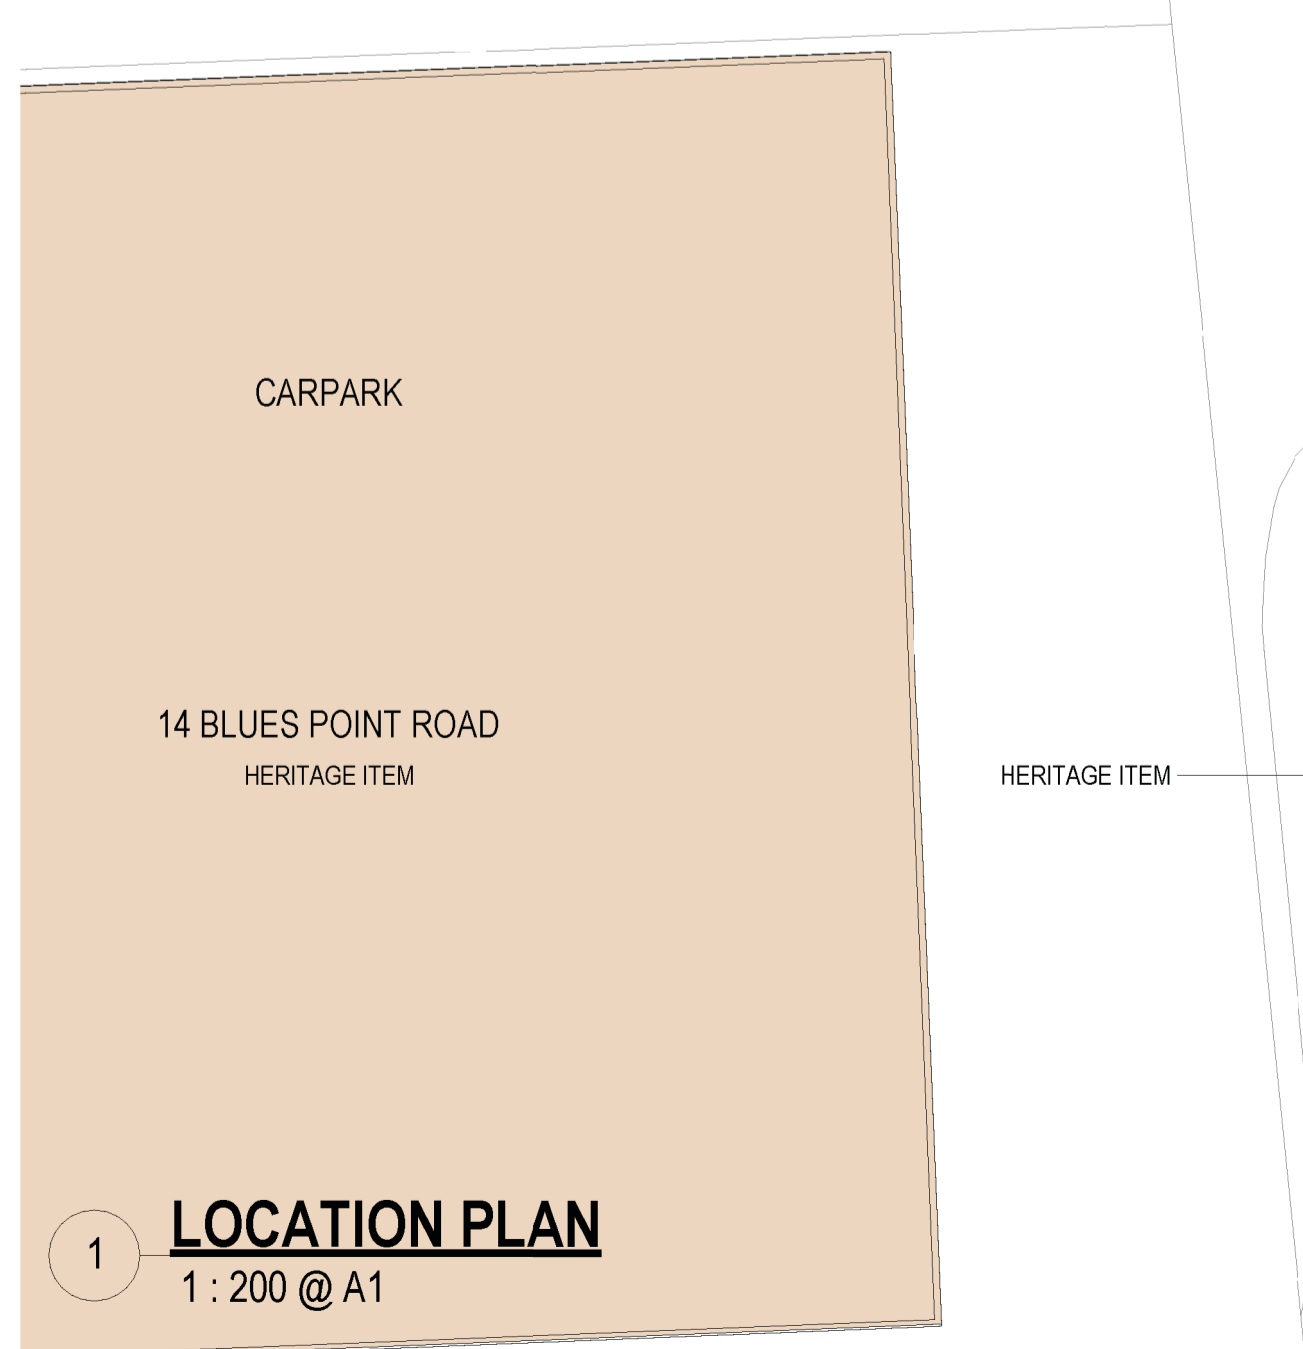 CARPARK
14 BLUES POINT ROAD
HERITAGE ITEM
HERITAGE ITEM
1
LOCATION PLAN
1 : 200 @ A1